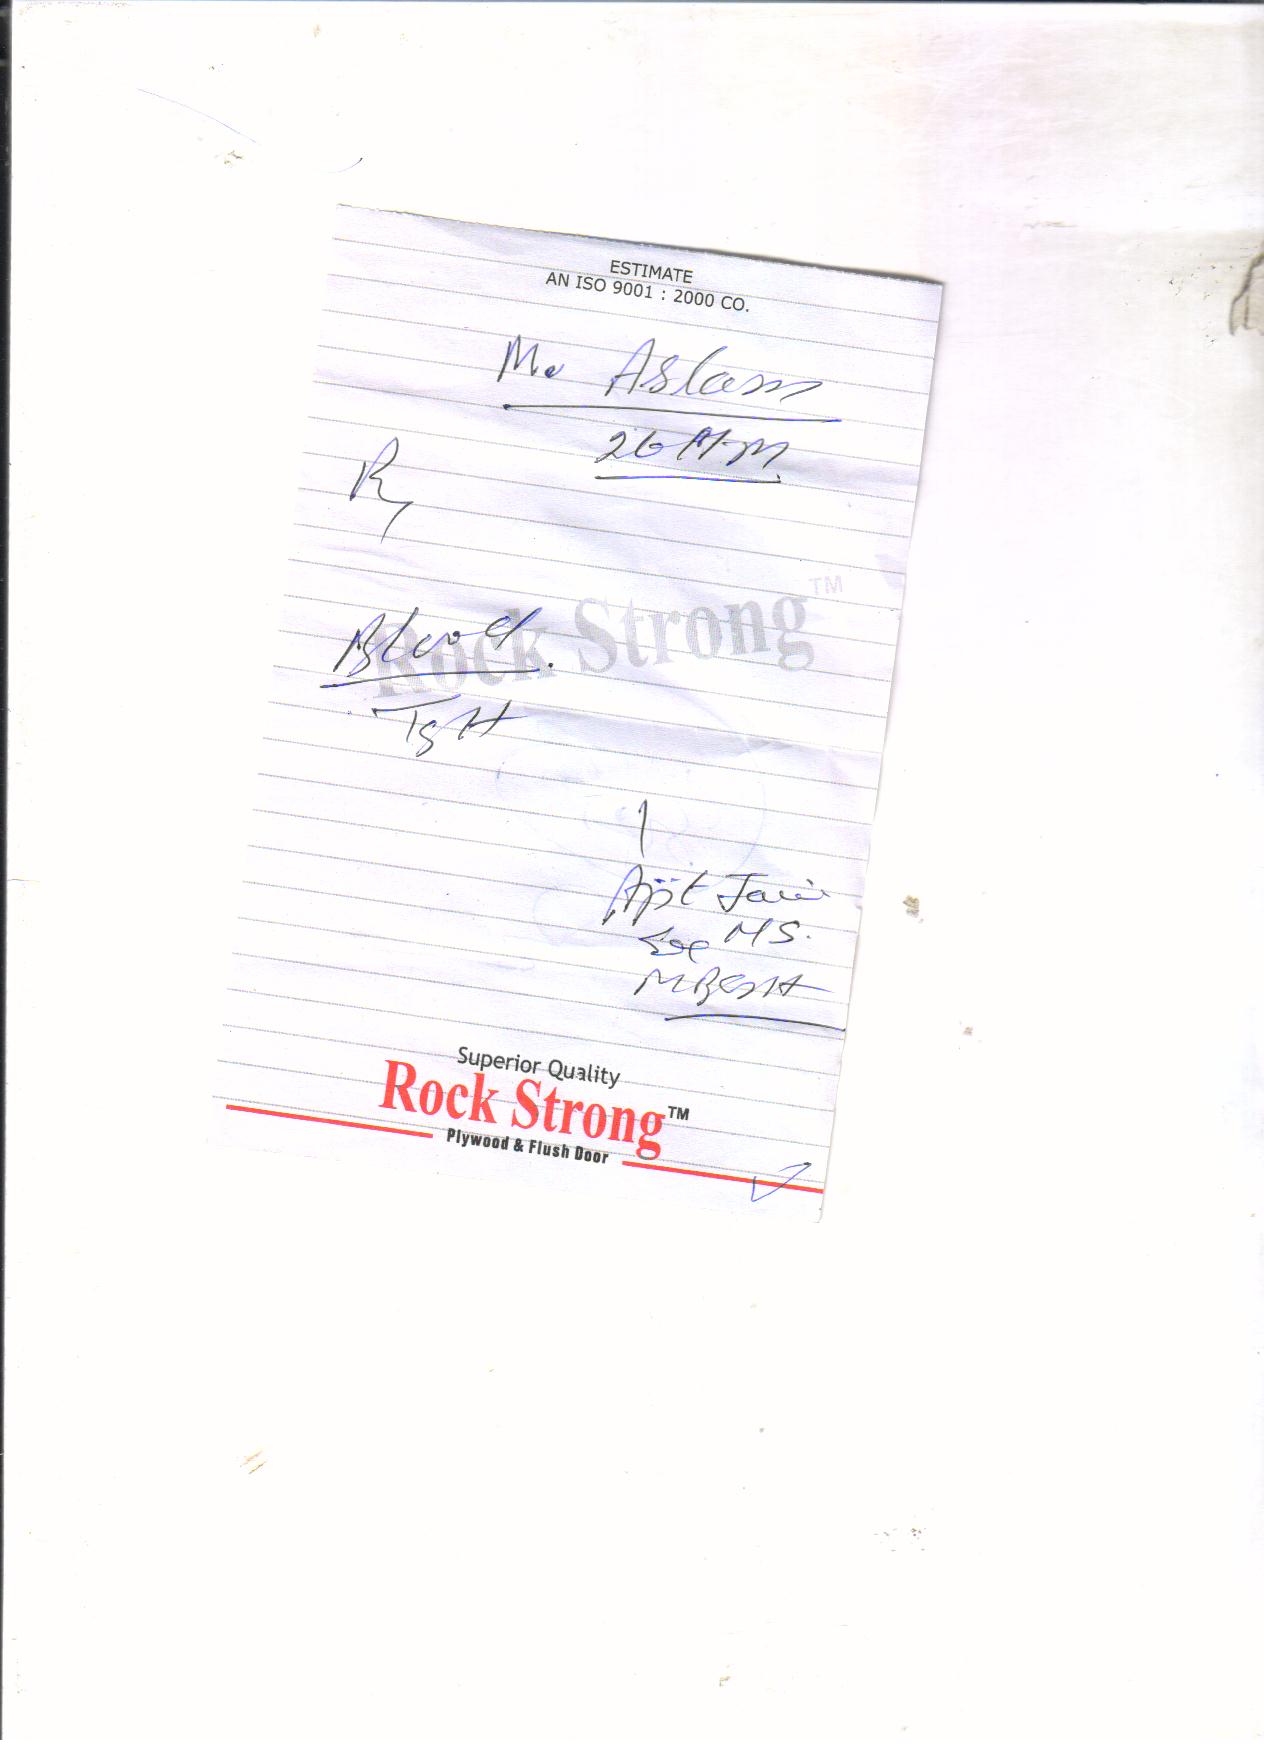 ESTIMATE
AN ISO 9001 : 2000 CO.
Mr Aslam
26
Rx
Rock Strong™
Blood.
TSH
Ajit Jain
MS.
Superior Quality
Rock Strong™
Plywood & Flush Door